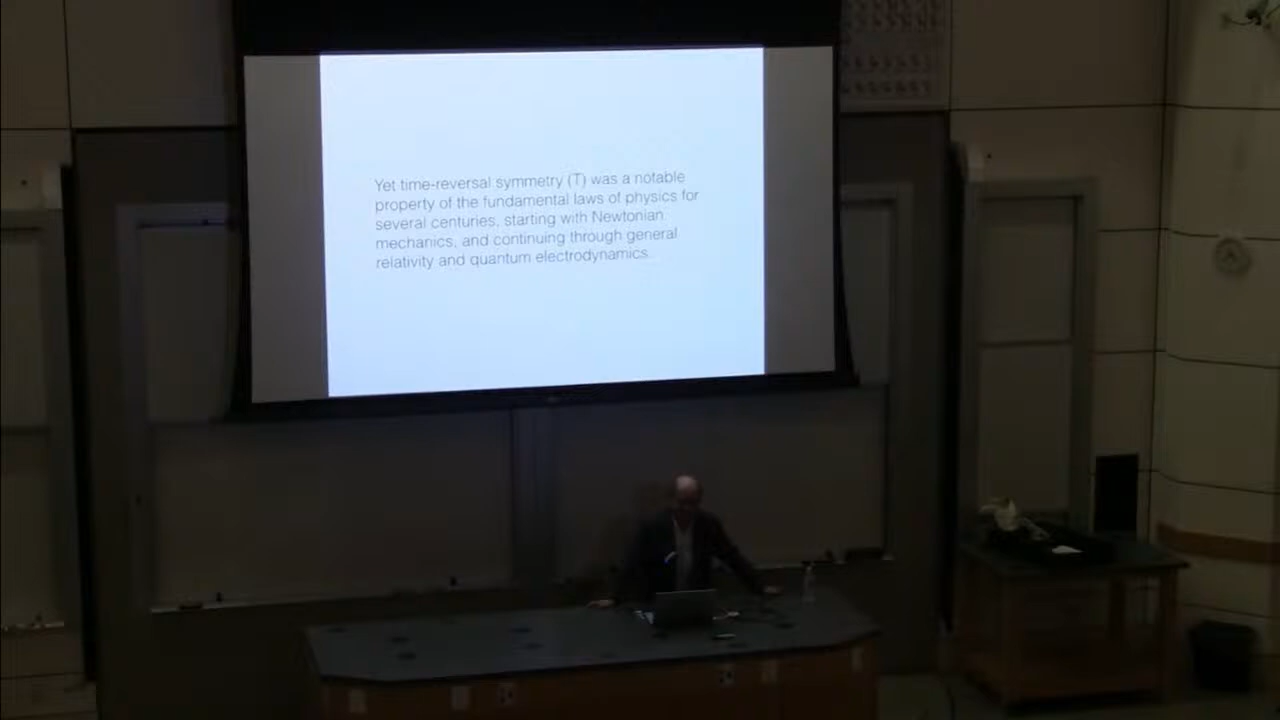 Yet time-reversal symmetry (T) was a notable
property of the fundamental laws of physics for
several centuries, starting with Newtonian
mechanics, and continuing through general
relativity and quantum electrodynamics.